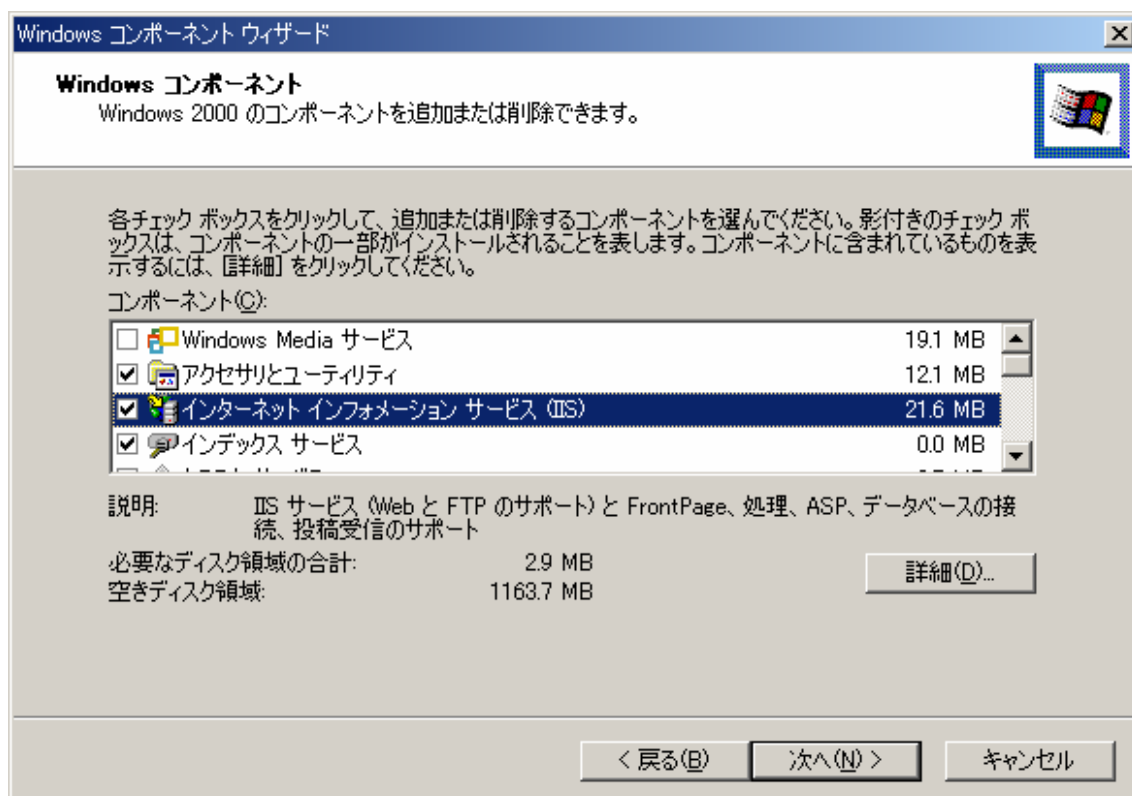 Windows コンポーネント ウィザード
Windows コンポーネント
Windows 2000 のコンポーネントを追加または削除できます。
各チェック ボックスをクリックして、追加または削除するコンポーネントを選んでください。影付きのチェック ボ
ックスは、コンポーネントの一部がインストールされることを表します。コンポーネントに含まれているものを表
示するには、[詳細] をクリックしてください。
コンポーネント(C):
Windows Media サービス 19.1 MB
アクセサリとユーティリティ 12.1 MB
インターネット インフォメーション サービス (IIS) 21.6 MB
インデックス サービス 0.0 MB
説明: IIS サービス (Web と FTP のサポート) と FrontPage、処理、ASP、データベースの接
続、投稿受信のサポート
必要なディスク領域の合計: 2.9 MB
空きディスク領域: 1163.7 MB
詳細(D)...
< 戻る(B) 次へ(N) > キャンセル